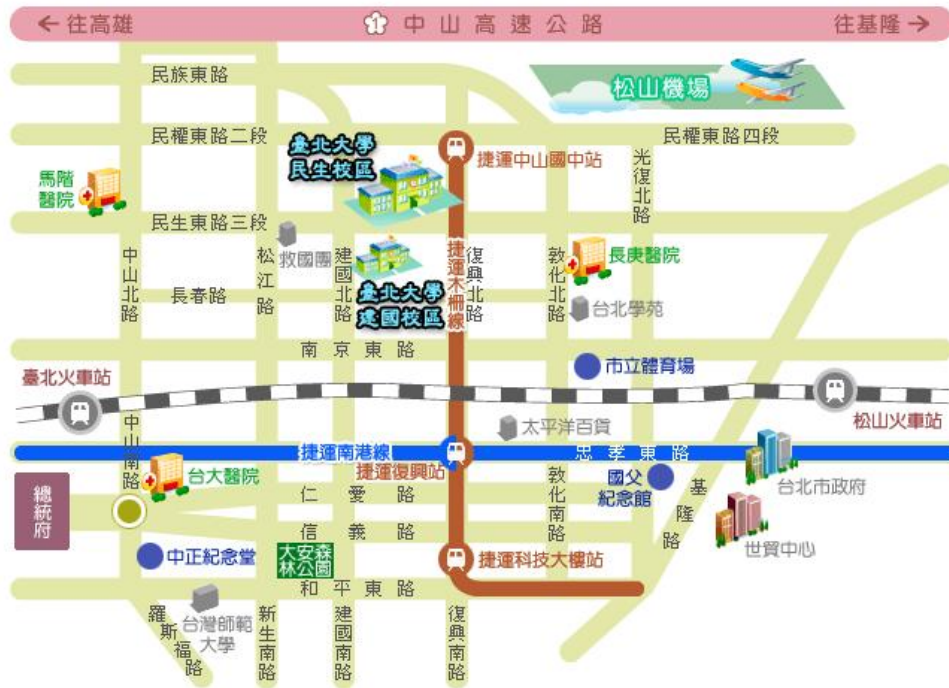 ←往高雄
1 中山高速公路
往基隆→
民族東路
松山機場
民權東路二段
民權東路四段
臺北大學
民生校區
捷運中山國中站
光復北路
馬階
醫院
民生東路三段
救國團
中山北路
松江路
建國北路
捷運木柵線
復興北路
敦化北路
長庚醫院
長春路
臺北大學
建國校區
台北學苑
南京東路
市立體育場
臺北火車站
松山火車站
中山南路
太平洋百貨
捷運南港線
忠孝東路
捷運復興站
台大醫院
國父
紀念館
台北市政府
總統府
仁愛路
敦化南路
基隆路
信義路
世貿中心
中正紀念堂
大安森
林公園
捷運科技大樓站
和平東路
台灣師範
大學
羅斯福路
新生南路
建國南路
復興南路